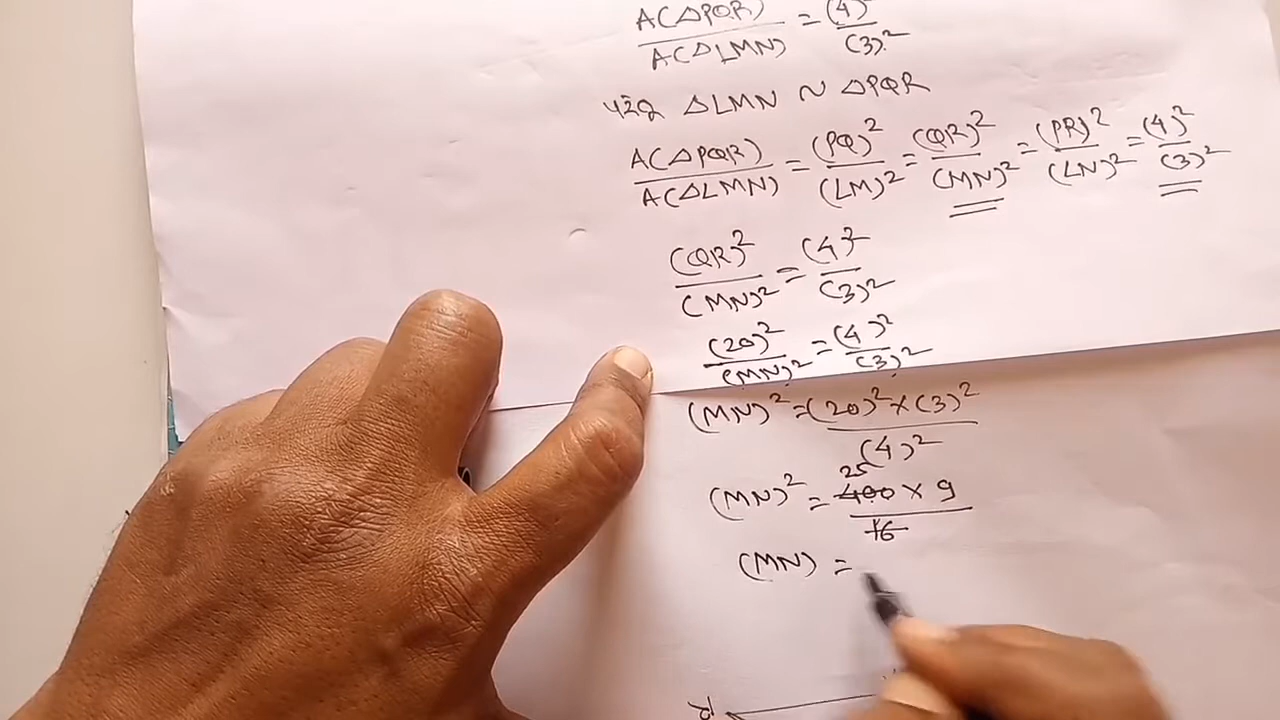 A(△PQR)/A(△LMN) = (4)²/(3)²
△LMN ~ △PQR
A(△PQR)/A(△LMN) = (PQ)²/(LM)² = (QR)²/(MN)² = (PR)²/(LN)² = (4)²/(3)²
(QR)²/(MN)² = (4)²/(3)²
(20)²/(MN)² = (4)²/(3)²
(MN)² = (20)² × (3)²/(4)²
25
(MN)² = 400 × 9/16
(MN) =